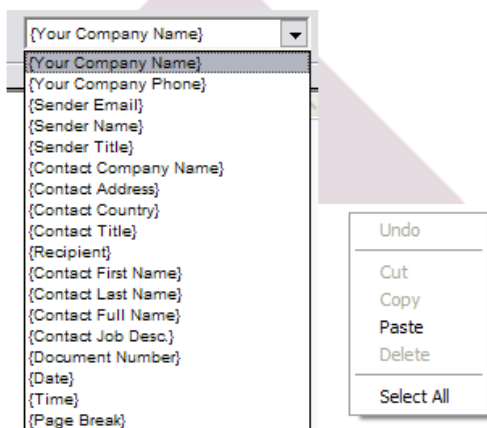 {Your Company Name}
{Your Company Name}
{Your Company Phone}
{Sender Email}
{Sender Name}
{Sender Title}
{Contact Company Name}
{Contact Address}
{Contact Country}
{Contact Title}
{Recipient}
{Contact First Name}
{Contact Last Name}
{Contact Full Name}
{Contact Job Desc.}
{Document Number}
{Date}
{Time}
{Page Break}
Undo
Cut
Copy
Paste
Delete
Select All